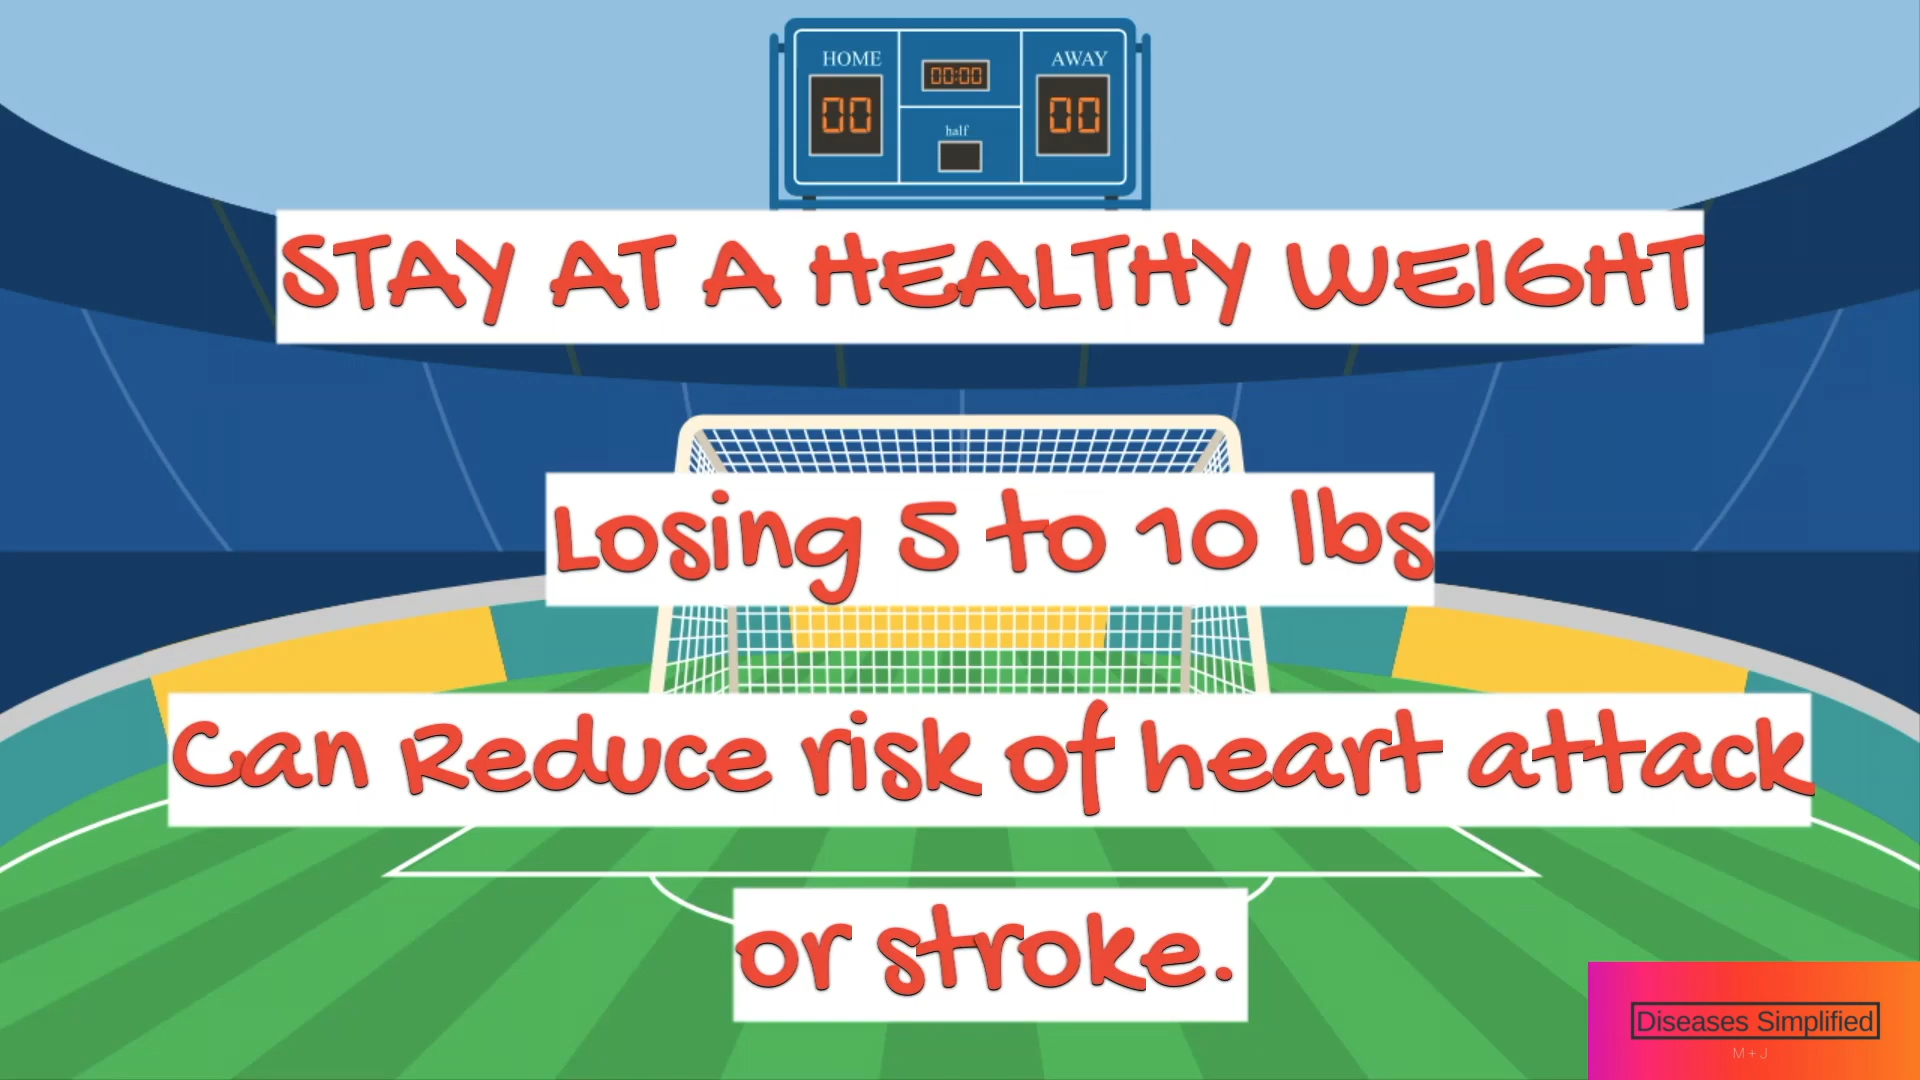 HOME
00:00
AWAY
00
half
00
STAY AT A HEALTHY WEIGHT
Losing 5 to 10 lbs
Can Reduce risk of heart attack
or stroke.
Diseases Simplified
M + J